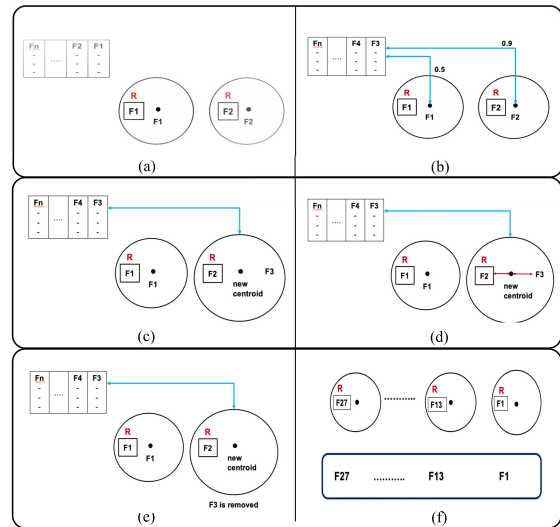 Fn .... F2 F1
- - -
- - -
- - -
R R
F1 F2
F1 F2
(a)
Fn .... F4 F3
- - -
- - -
- - -
0.9
0.5
R R
F1 F2
F1 F2
(b)
Fn .... F4 F3
- - -
- - -
- - -
R R
F1 F2 F3
F1 new
centroid
(c)
Fn .... F4 F3
- - -
- - -
- - -
R R
F1 F2 F3
F1 new
centroid
(d)
Fn .... F4 F3
- - -
- - -
- - -
R R
F1 F2
F1 new
centroid
F3 is removed
(e)
R R R
F27 .......... F13 F1
F27 ........... F13 F1
(f)